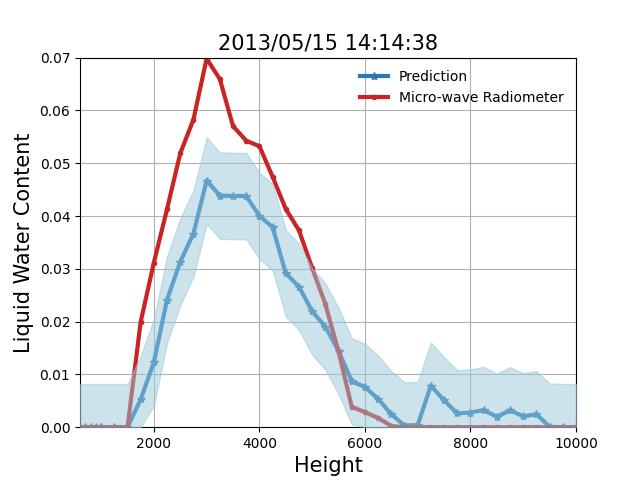 2013/05/15 14:14:38
Prediction
Micro-wave Radiometer
Liquid Water Content
0.07
0.06
0.05
0.04
0.03
0.02
0.01
0.00
2000 4000 6000 8000 10000
Height